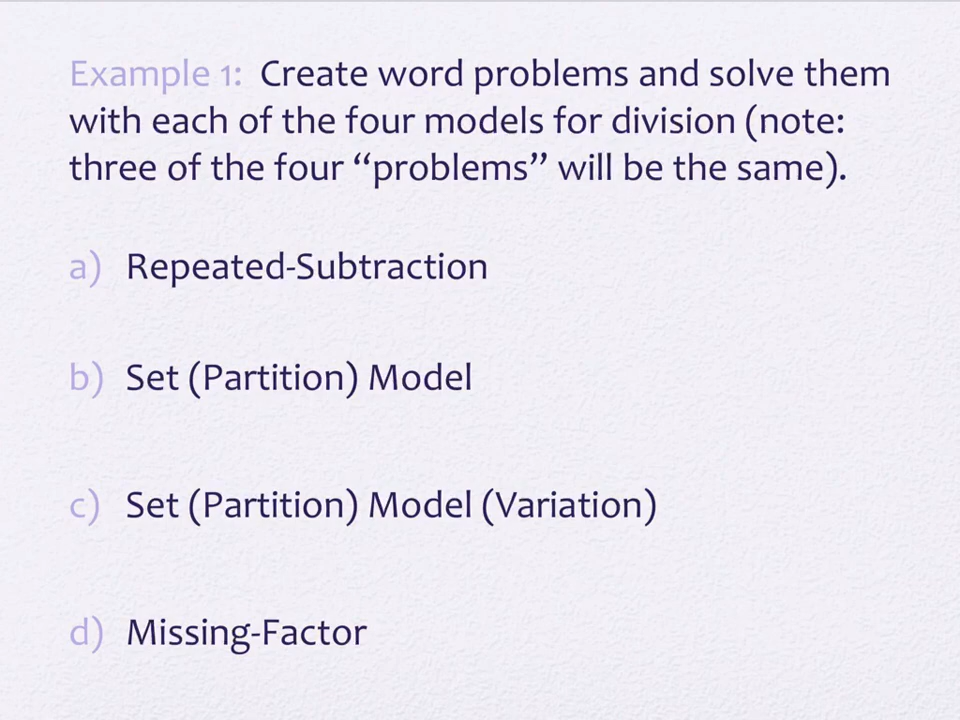 Example 1: Create word problems and solve them
with each of the four models for division (note:
three of the four “problems” will be the same).
a) Repeated-Subtraction
b) Set (Partition) Model
c) Set (Partition) Model (Variation)
d) Missing-Factor